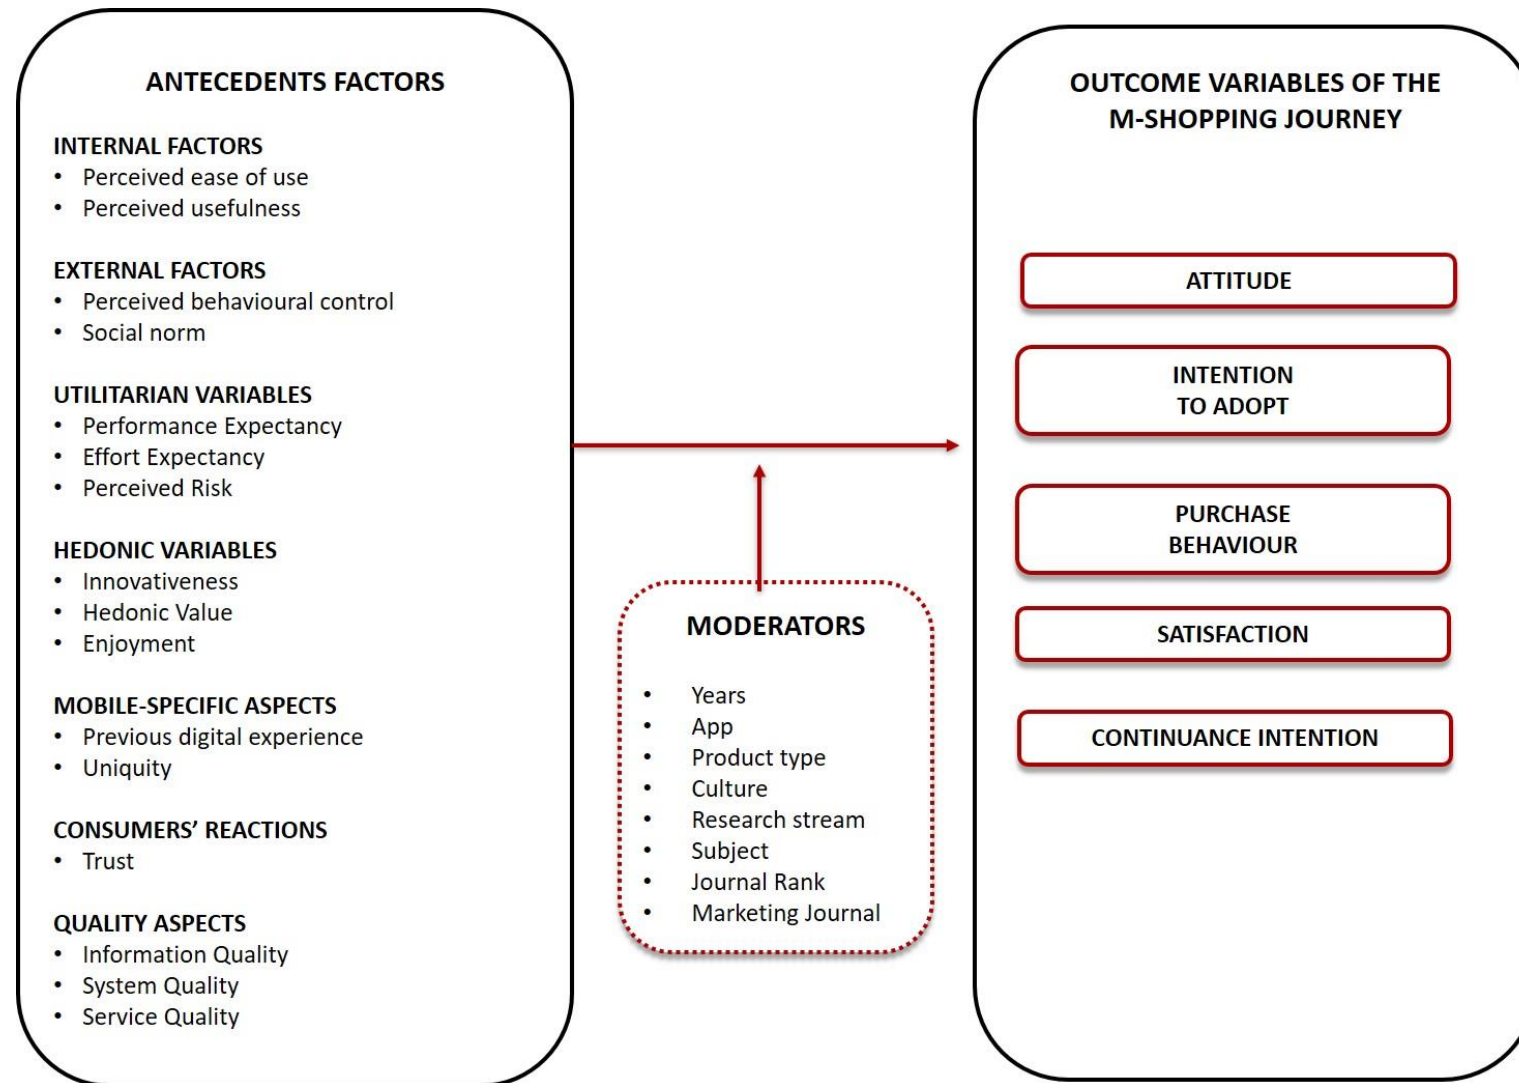 ANTECEDENTS FACTORS
INTERNAL FACTORS
• Perceived ease of use
• Perceived usefulness
EXTERNAL FACTORS
• Perceived behavioural control
• Social norm
UTILITARIAN VARIABLES
• Performance Expectancy
• Effort Expectancy
• Perceived Risk
HEDONIC VARIABLES
• Innovativeness
• Hedonic Value
• Enjoyment
MOBILE-SPECIFIC ASPECTS
• Previous digital experience
• Uniquity
CONSUMERS’ REACTIONS
• Trust
QUALITY ASPECTS
• Information Quality
• System Quality
• Service Quality
MODERATORS
• Years
• App
• Product type
• Culture
• Research stream
• Subject
• Journal Rank
• Marketing Journal
OUTCOME VARIABLES OF THE
M-SHOPPING JOURNEY
ATTITUDE
INTENTION
TO ADOPT
PURCHASE
BEHAVIOUR
SATISFACTION
CONTINUANCE INTENTION